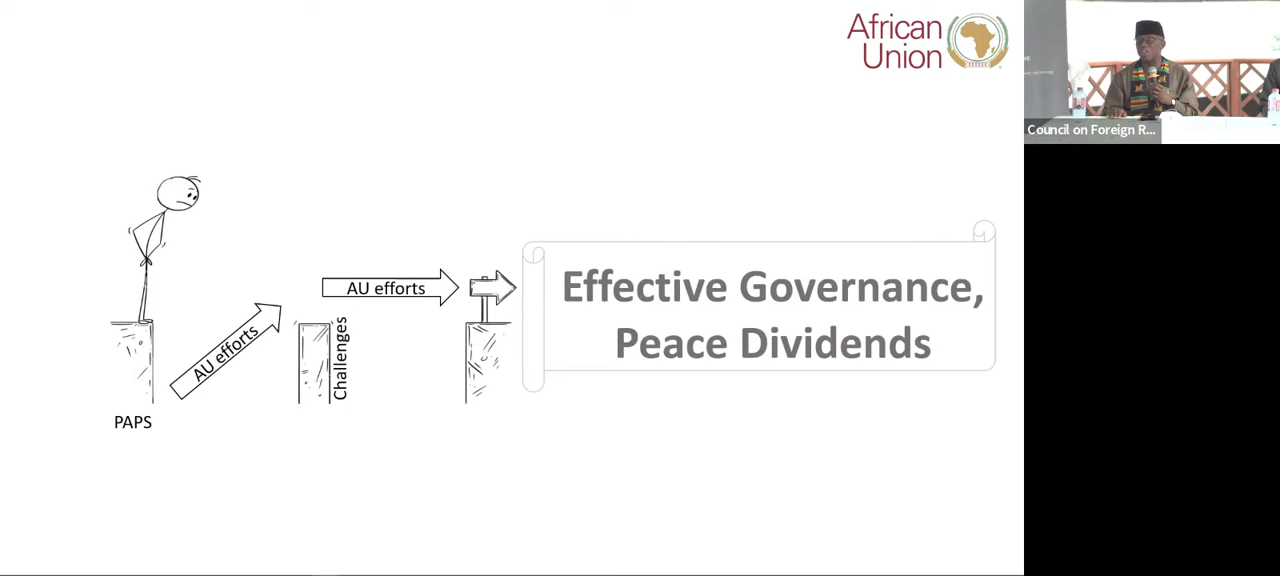 African
Union
Council on Foreign R...
AU efforts
Effective Governance,
Peace Dividends
AU efforts
Challenges
PAPS